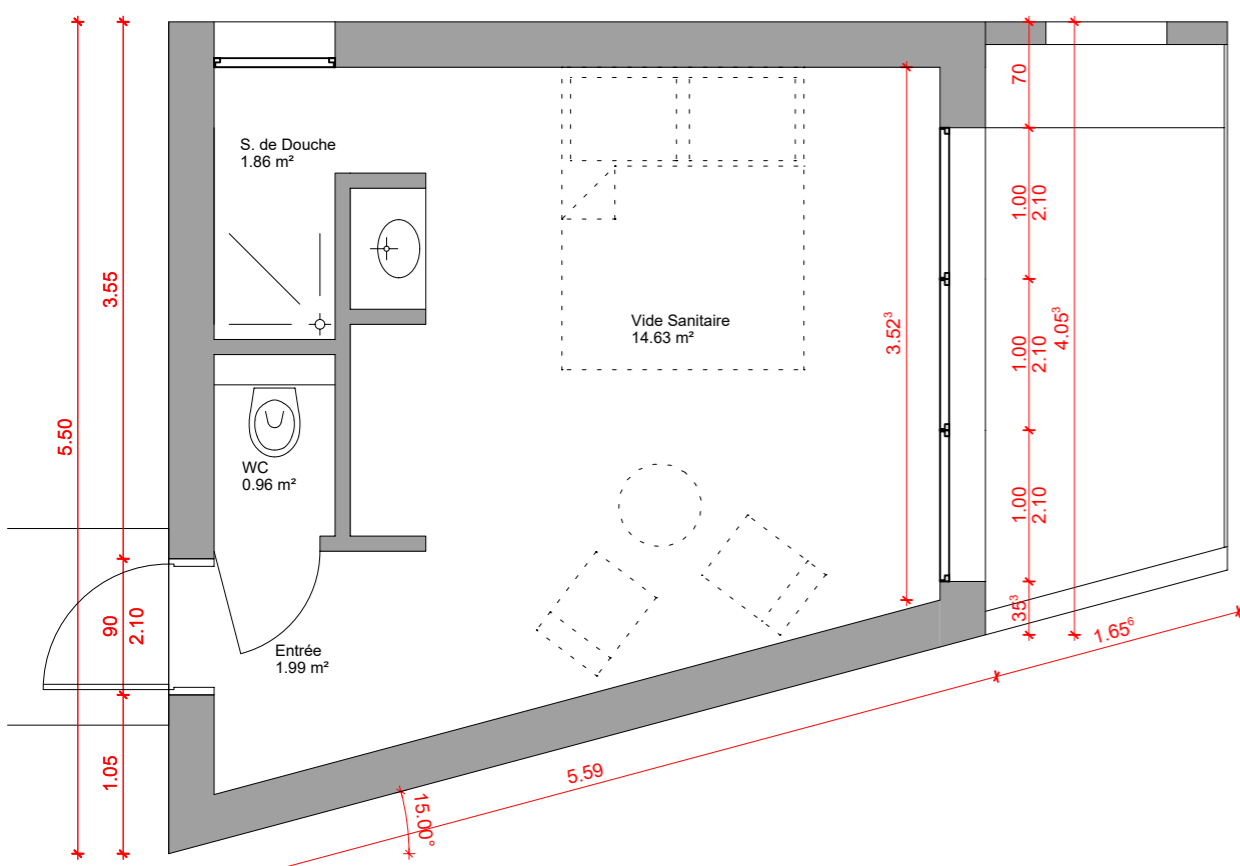 S. de Douche
1.86 m²
Vide Sanitaire
14.63 m²
WC
0.96 m²
Entrée
1.99 m²
5.50
3.55
90
2.10
1.05
3.52³
70
1.00
2.10
1.00
2.10
1.00
2.10
35³
4.05³
1.65⁶
5.59
15.00°